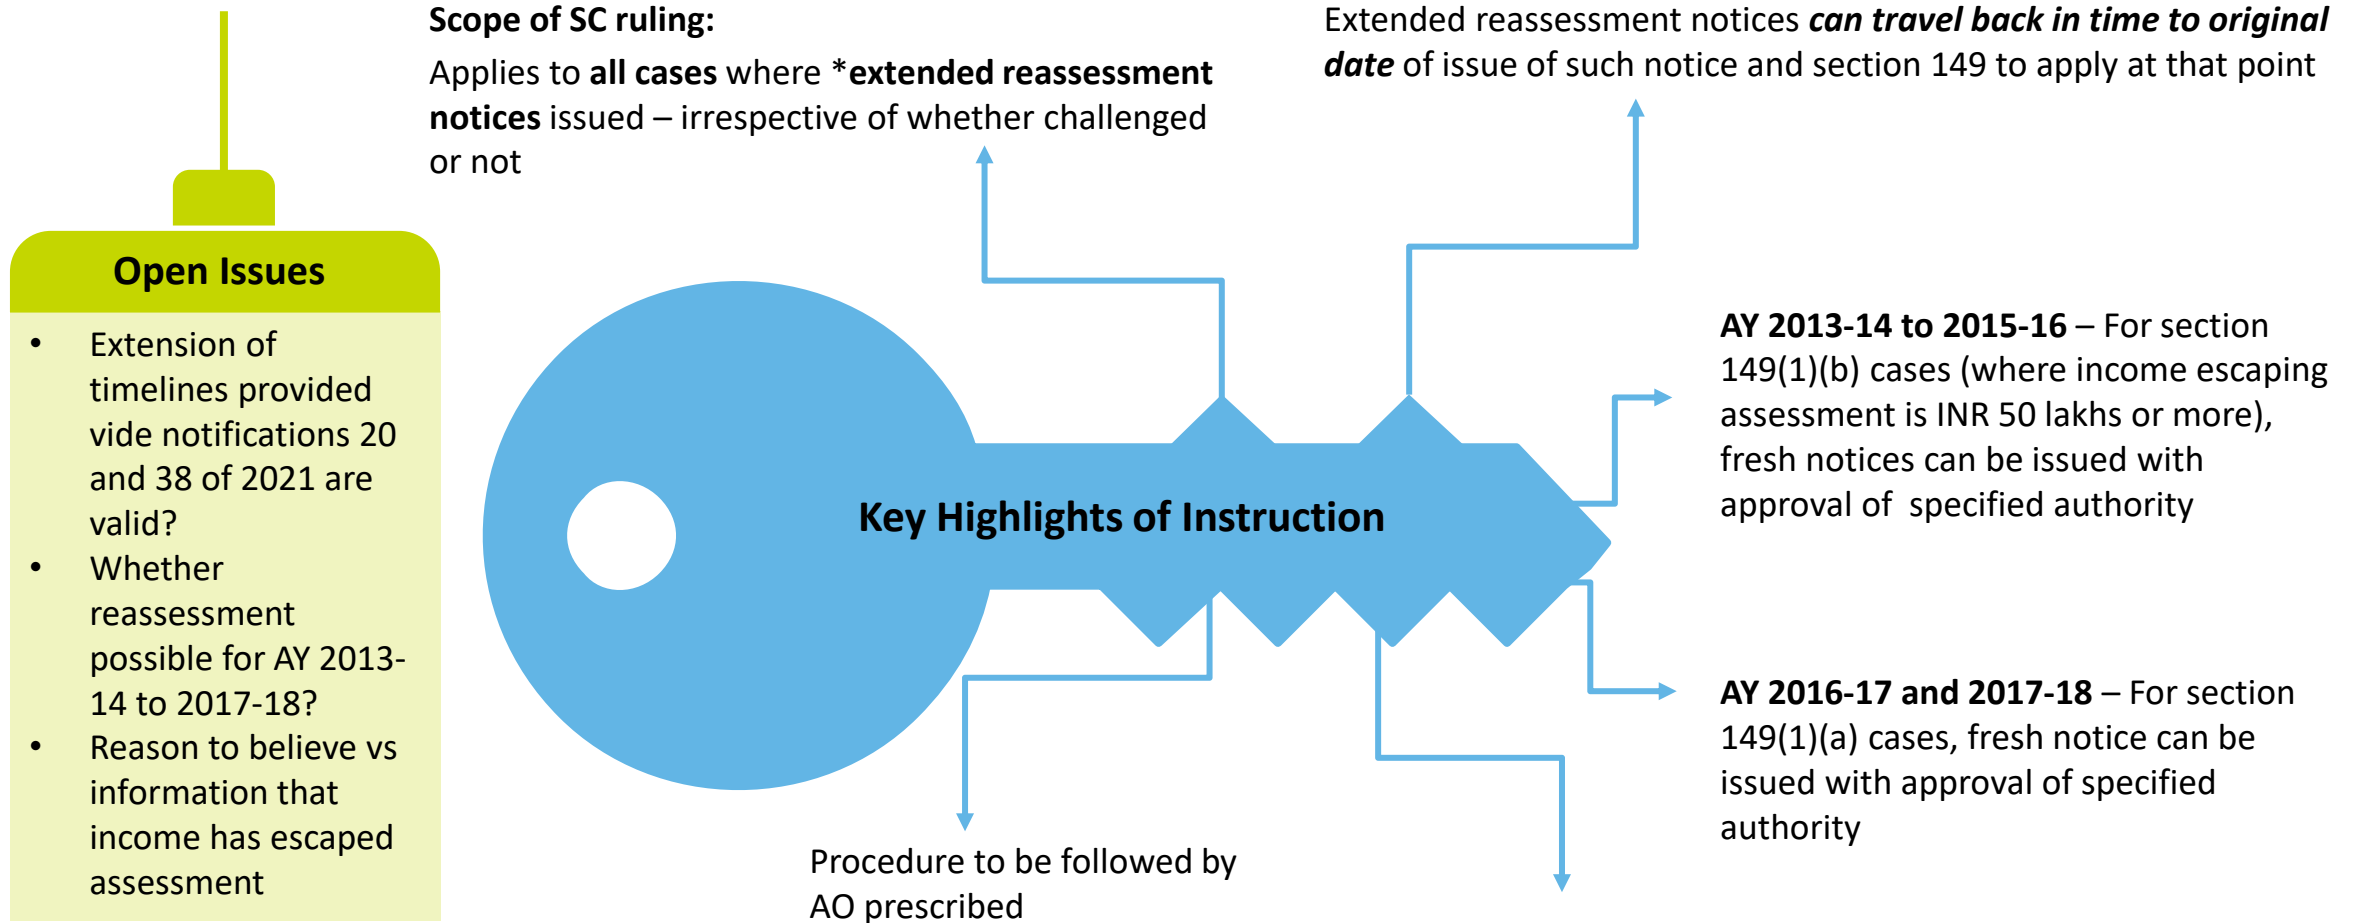 Scope of SC ruling:
Applies to all cases where *extended reassessment
notices issued – irrespective of whether challenged
or not
Extended reassessment notices can travel back in time to original
date of issue of such notice and section 149 to apply at that point
Open Issues
• Extension of
timelines provided
vide notifications 20
and 38 of 2021 are
valid?
• Whether
reassessment
possible for AY 2013-
14 to 2017-18?
• Reason to believe vs
information that
income has escaped
assessment
Key Highlights of Instruction
AY 2013-14 to 2015-16 – For section
149(1)(b) cases (where income escaping
assessment is INR 50 lakhs or more),
fresh notices can be issued with
approval of specified authority
AY 2016-17 and 2017-18 – For section
149(1)(a) cases, fresh notice can be
issued with approval of specified
authority
Procedure to be followed by
AO prescribed